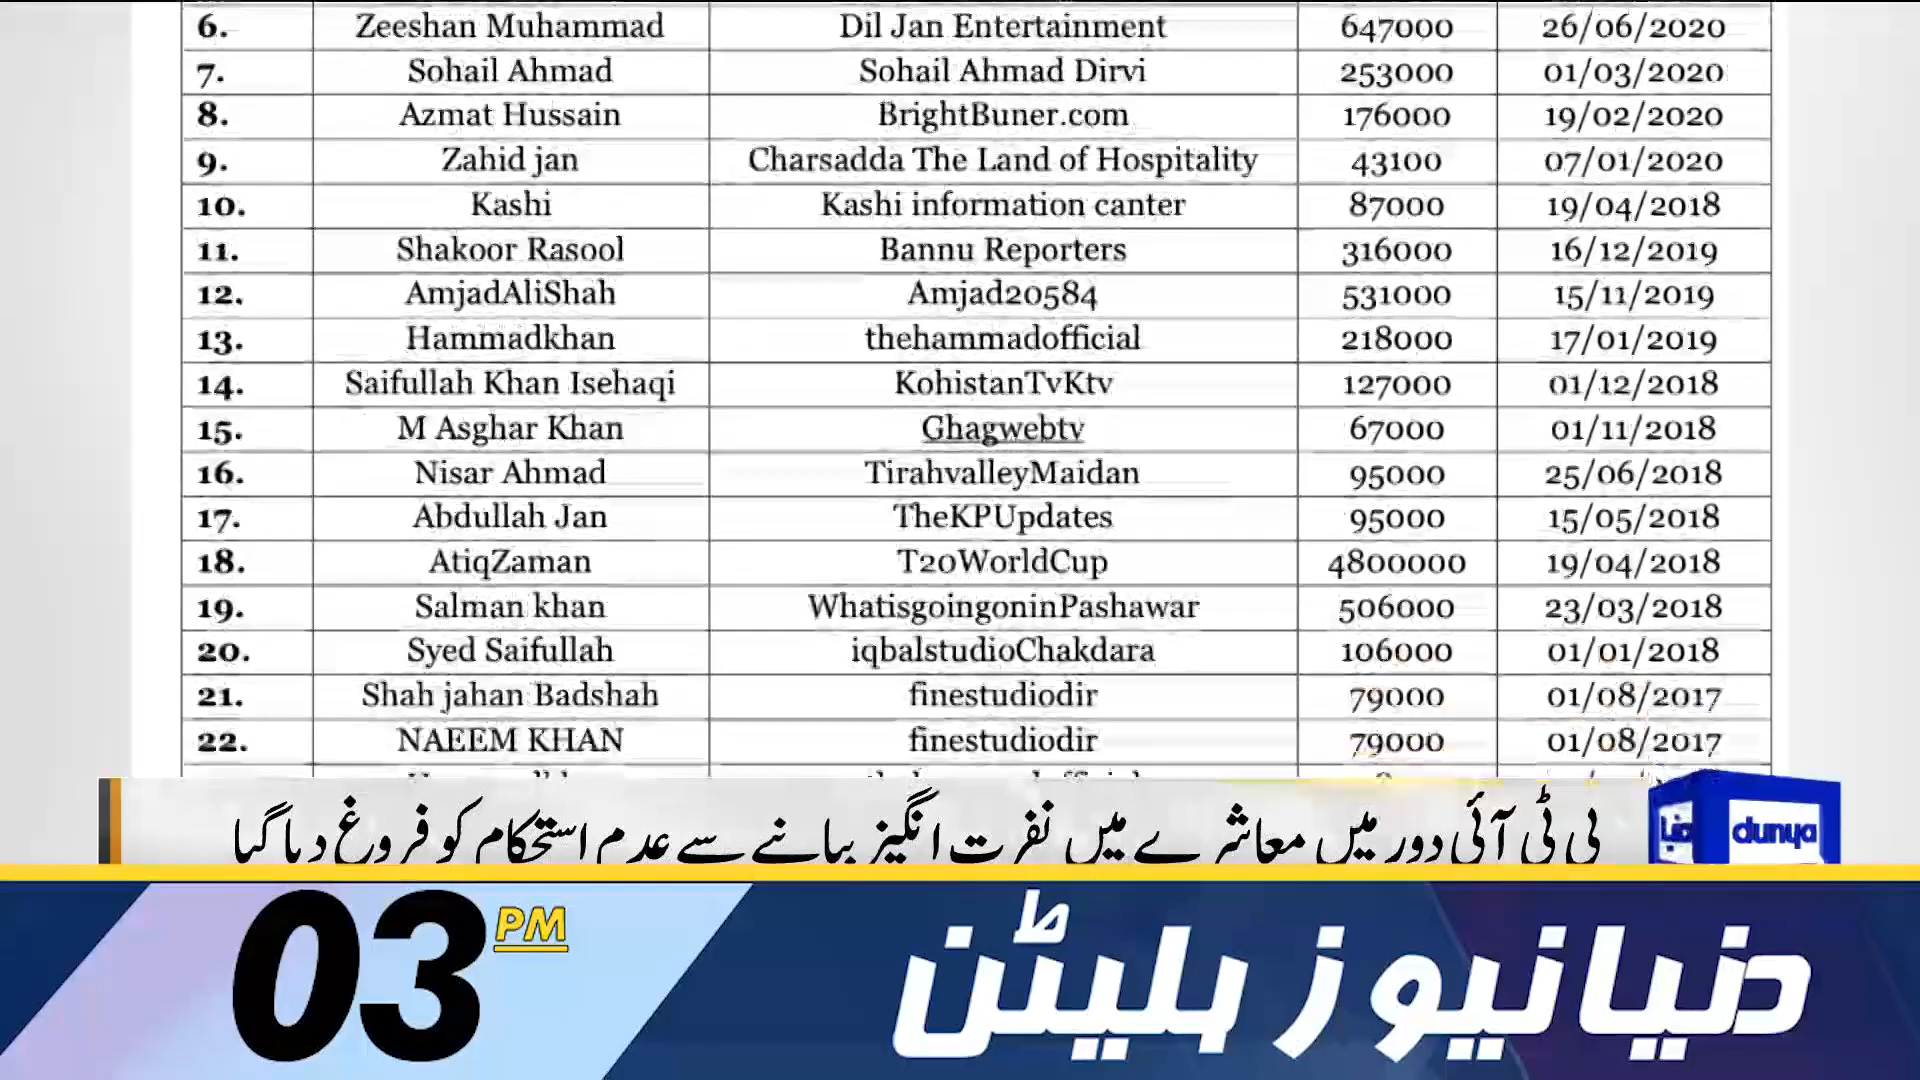 6. Zeeshan Muhammad Dil Jan Entertainment 647000 26/06/2020
7. Sohail Ahmad Sohail Ahmad Dirvi 253000 01/03/2020
8. Azmat Hussain BrightBuner.com 176000 19/02/2020
9. Zahid jan Charsadda The Land of Hospitality 43100 07/01/2020
10. Kashi Kashi information canter 87000 19/04/2018
11. Shakoor Rasool Bannu Reporters 316000 16/12/2019
12. AmjadAliShah Amjad20584 531000 15/11/2019
13. Hammadkhan thehammadofficial 218000 17/01/2019
14. Saifullah Khan Isehaqi KohistanTvKtv 127000 01/12/2018
15. M Asghar Khan Ghagwebtv 67000 01/11/2018
16. Nisar Ahmad TirahvalleyMaidan 95000 25/06/2018
17. Abdullah Jan TheKPUpdates 95000 15/05/2018
18. AtiqZaman T20WorldCup 4800000 19/04/2018
19. Salman khan WhatisgoingoninPashawar 506000 23/03/2018
20. Syed Saifullah iqbalstudioChakdara 106000 01/01/2018
21. Shah jahan Badshah finestudiodir 79000 01/08/2017
22. NAEEM KHAN finestudiodir 79000 01/08/2017
پی ٹی آئی دور میں معاشرے میں نفرت انگیز بیانئے سے عدم استحکام کو فروغ دیا گیا
dunya
03 PM
دنیا نیوز بلیٹن